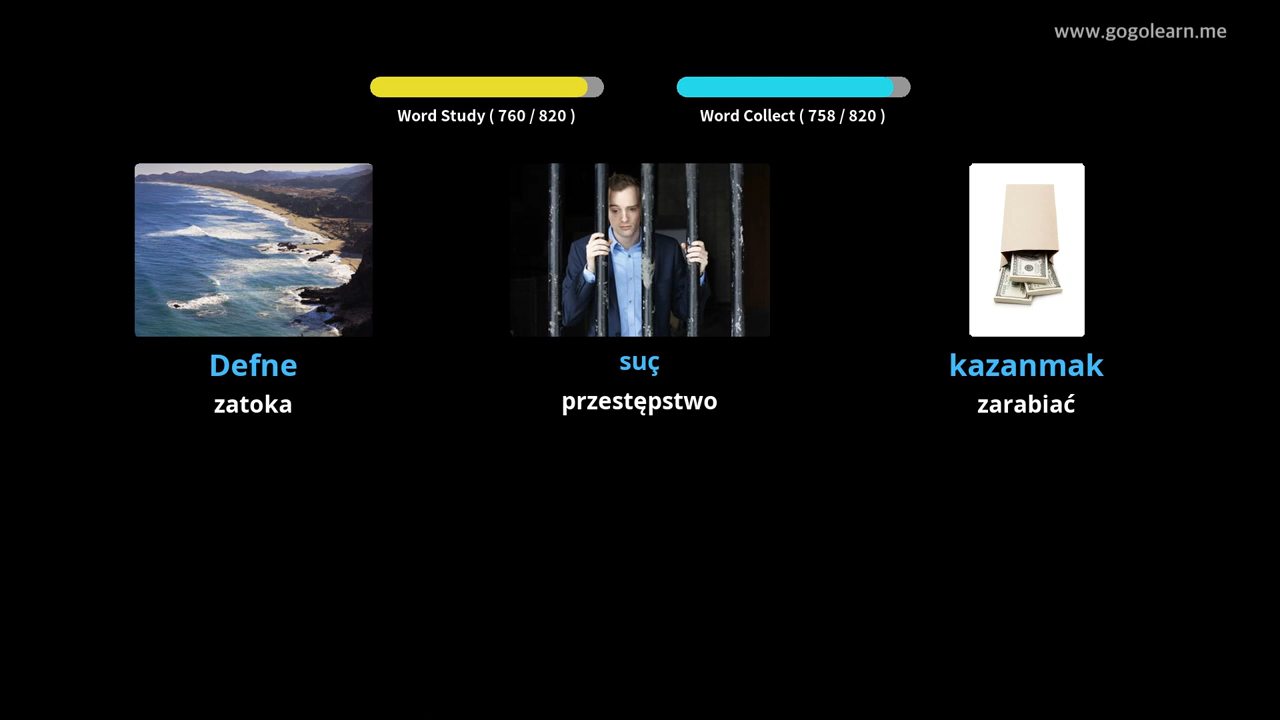 www.gogolearn.me
Word Study ( 760 / 820 )
Word Collect ( 758 / 820 )
Defne
suç
kazanmak
zatoka
przestępstwo
zarabiać